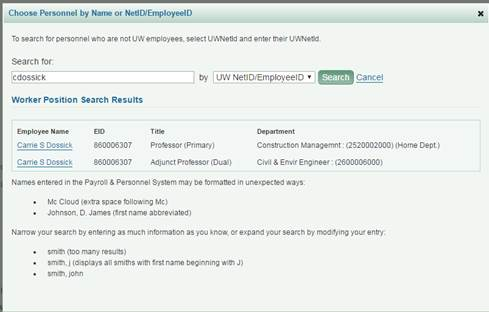 Choose Personnel by Name or NetID/EmployeeID
To search for personnel who are not UW employees, select UWNetId and enter their UWNetId.
Search for:
cdossick by UW NetID/EmployeeID Search Cancel
Worker Position Search Results
Employee Name EID Title Department
Carrie S Dossick 860006307 Professor (Primary) Construction Managemnt : (2520002000) (Home Dept.)
Carrie S Dossick 860006307 Adjunct Professor (Dual) Civil & Envir Engineer : (2600006000)
Names entered in the Payroll & Personnel System may be formatted in unexpected ways:
• Mc Cloud (extra space following Mc)
• Johnson, D. James (first name abbreviated)
Narrow your search by entering as much information as you know, or expand your search by modifying your entry:
• smith (too many results)
• smith, j (displays all smiths with first name beginning with J)
• smith, john